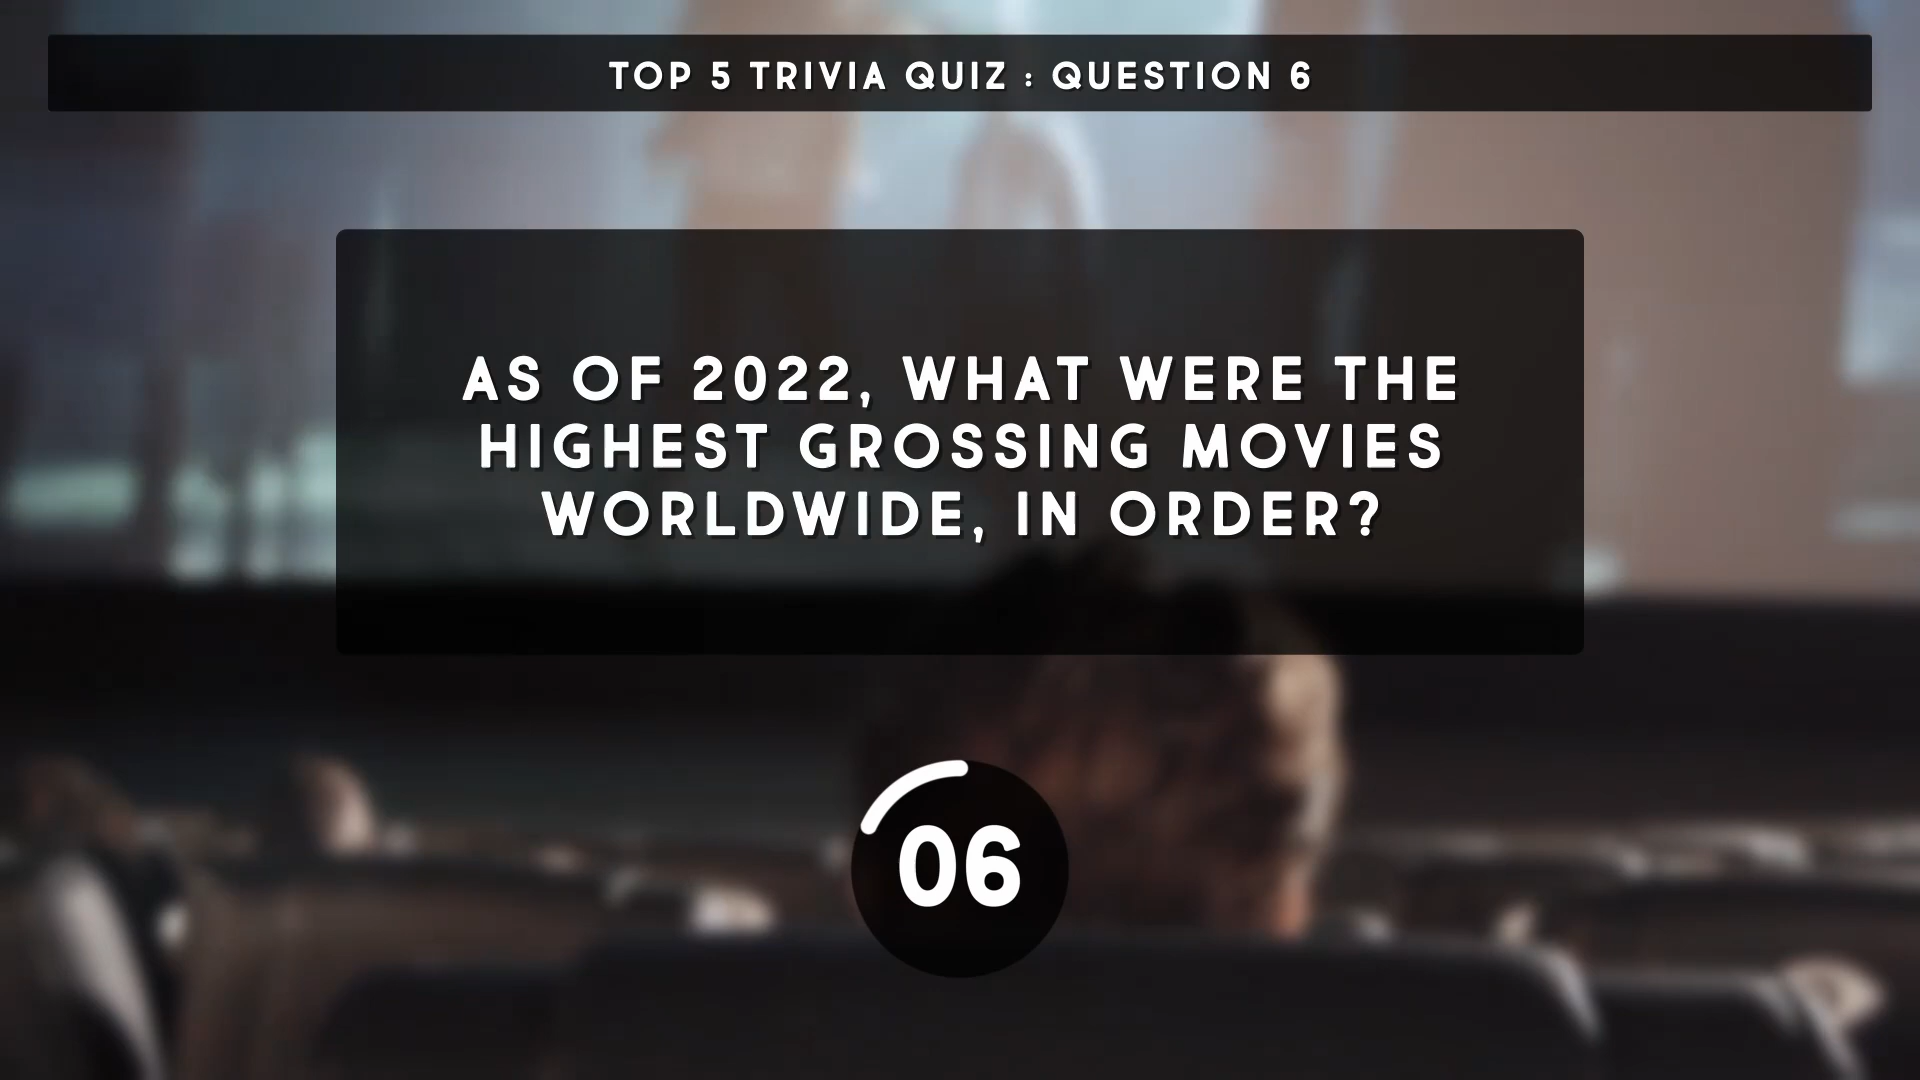 TOP 5 TRIVIA QUIZ : QUESTION 6
AS OF 2022, WHAT WERE THE
HIGHEST GROSSING MOVIES
WORLDWIDE, IN ORDER?
06